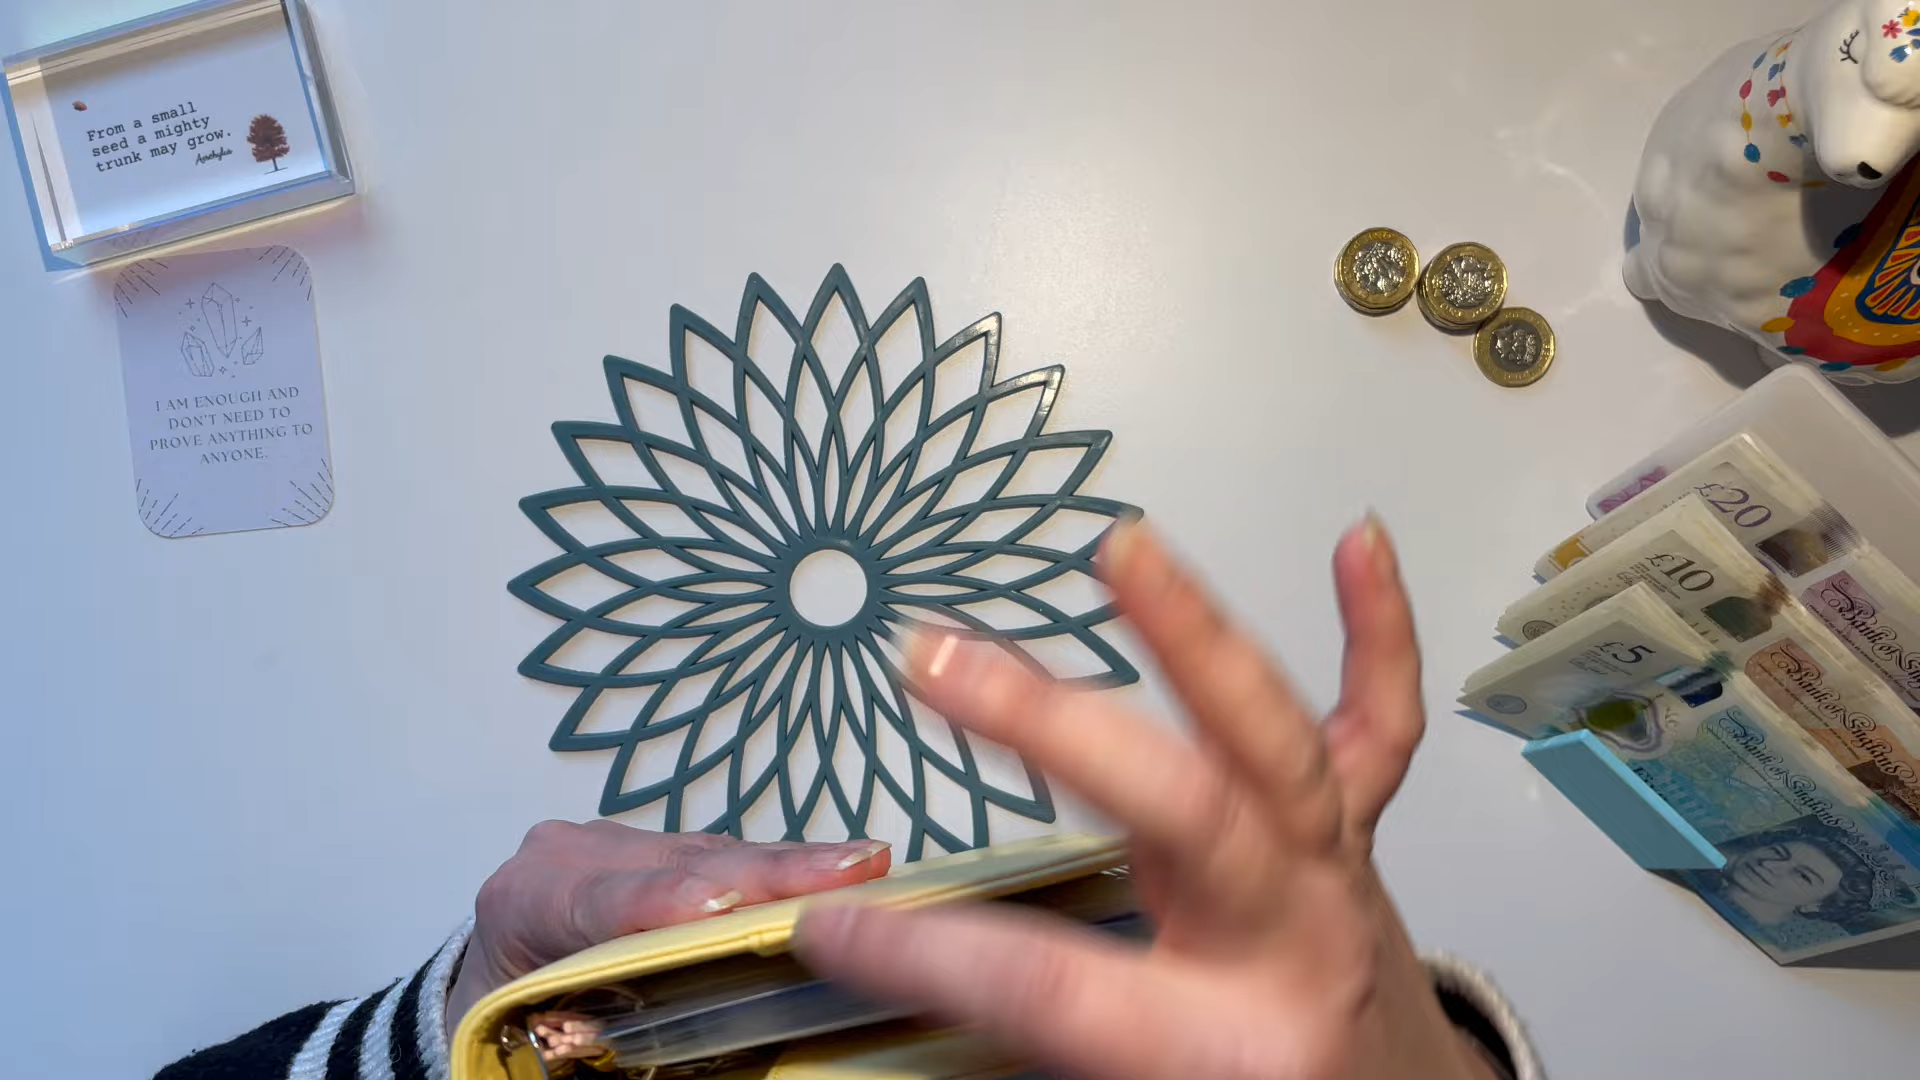 From a small
seed a mighty
trunk may grow.
Aeschylus
I AM ENOUGH AND
DON'T NEED TO
PROVE ANYTHING TO
ANYONE.
£20
£10
Bank of
£5
Bank of England
Bank of England